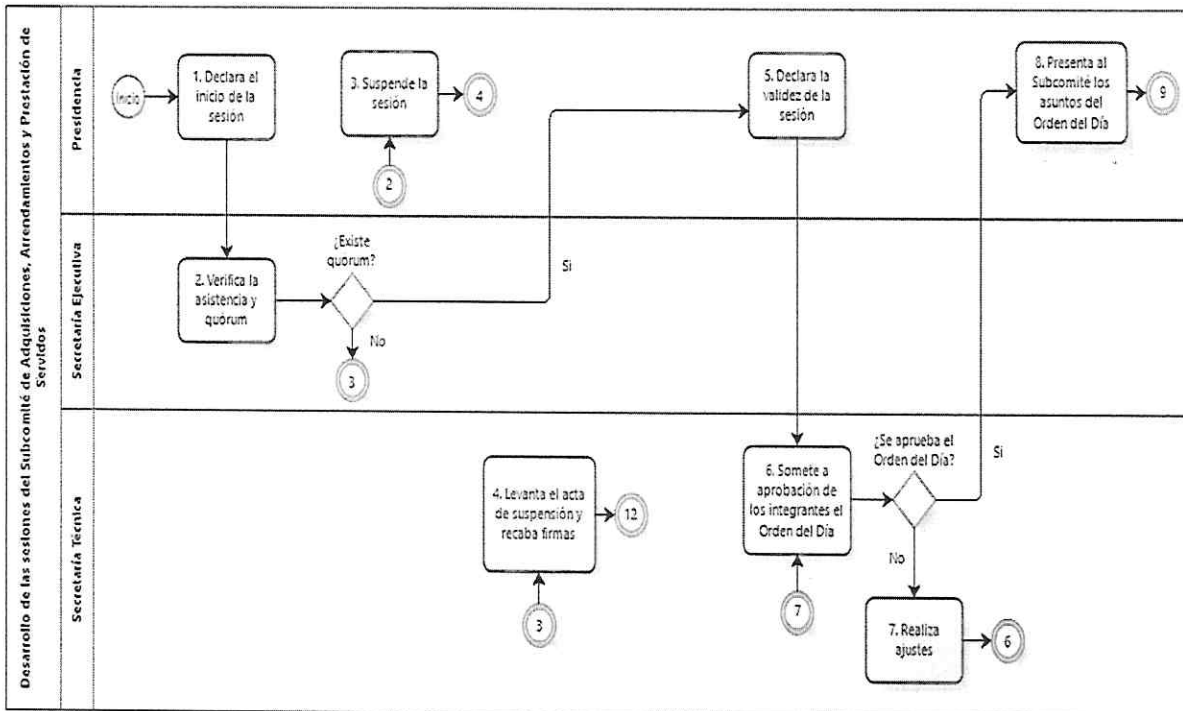 Desarrollo de las sesiones del Subcomité de Adquisiciones, Arrendamientos y Prestación de
Servidos
Presidencia
Inicio
1. Declara el
inicio de la
sesión
3. Suspende la
sesión
4
2
5. Declara la
validez de la
sesión
8. Presenta al
Subcomité los
asuntos del
Orden del Día
9
Secretaría Ejecutiva
2. Verifica la
asistencia y
quórum
¿Existe
quorum?
Si
No
3
Secretaría Técnica
4. Levanta el acta
de suspensión y
recaba firmas
12
3
6. Somete a
aprobación de
los integrantes el
Orden del Día
7
¿Se aprueba el
Orden del Día?
Si
No
7. Realiza
ajustes
6